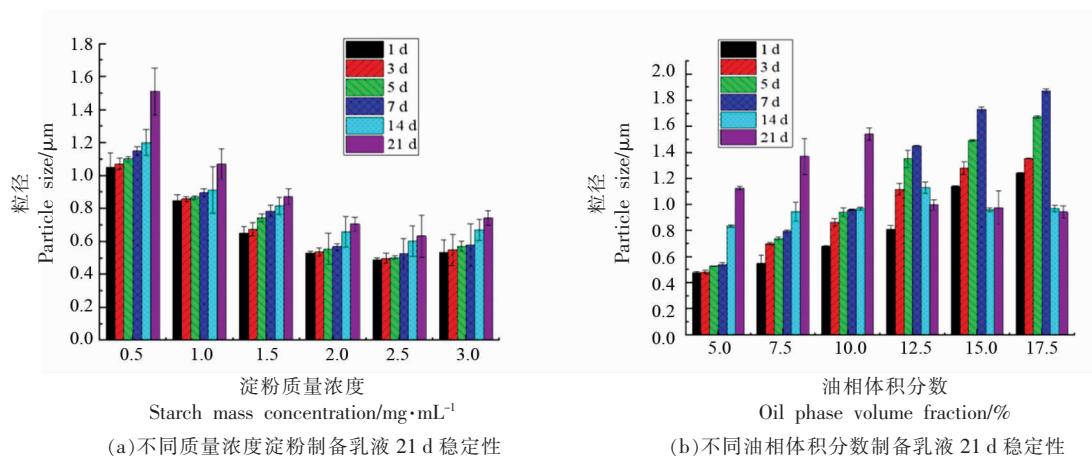 1.8
1.6
1.4
1.2
1.0
0.8
0.6
0.4
0.2
0.0
粒径
Particle size/μm
1 d
3 d
5 d
7 d
14 d
21 d
0.5 1.0 1.5 2.0 2.5 3.0
淀粉质量浓度
Starch mass concentration/mg·mL⁻¹
(a)不同质量浓度淀粉制备乳液 21 d 稳定性
2.0
1.8
1.6
1.4
1.2
1.0
0.8
0.6
0.4
0.2
0.0
粒径
Particle size/μm
1 d
3 d
5 d
7 d
14 d
21 d
5.0 7.5 10.0 12.5 15.0 17.5
油相体积分数
Oil phase volume fraction/%
(b)不同油相体积分数制备乳液 21 d 稳定性